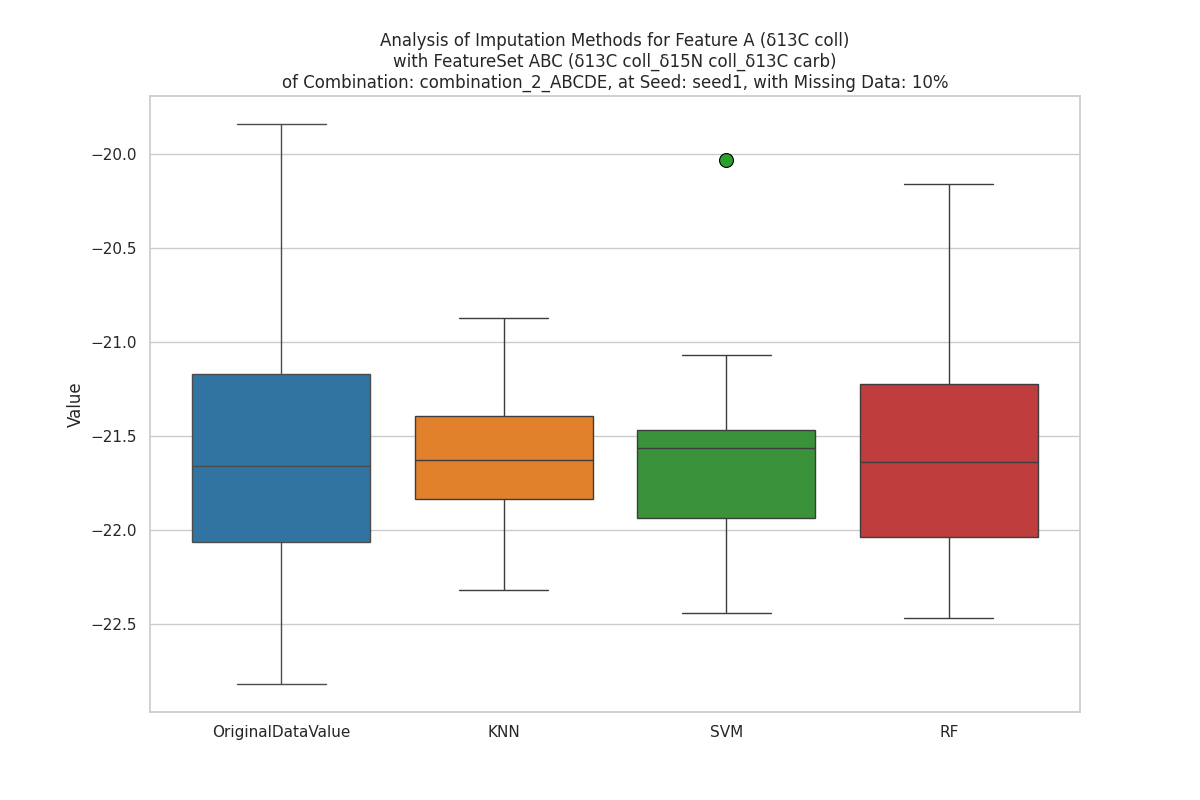 Analysis of Imputation Methods for Feature A (δ13C coll)
with FeatureSet ABC (δ13C coll_δ15N coll_δ13C carb)
of Combination: combination_2_ABCDE, at Seed: seed1, with Missing Data: 10%
−20.0
−20.5
−21.0
−21.5
−22.0
−22.5
Value
OriginalDataValue
KNN
SVM
RF